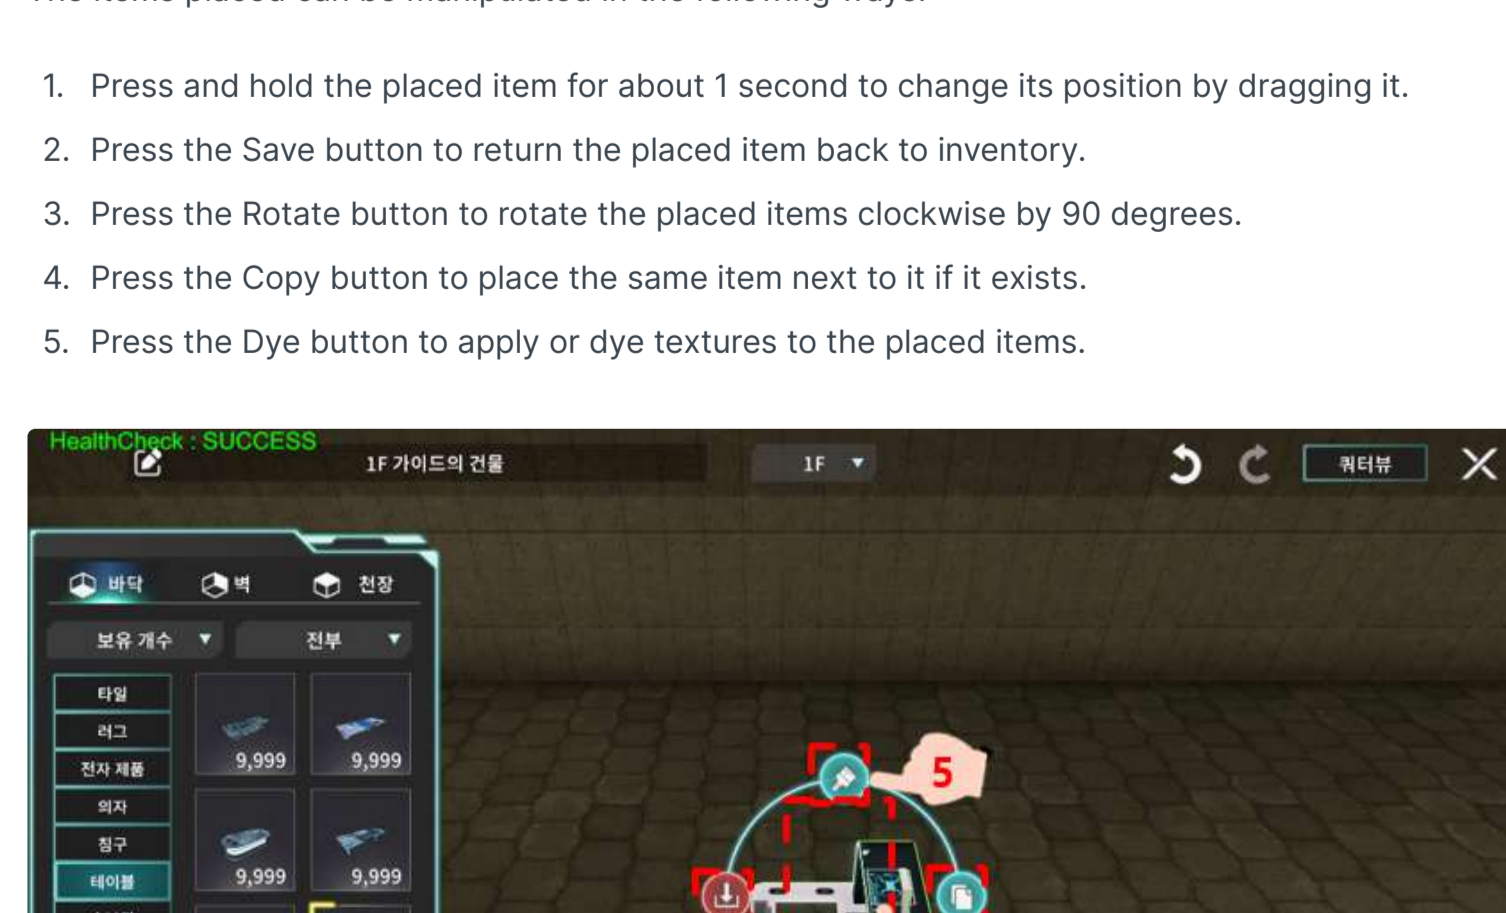 1. Press and hold the placed item for about 1 second to change its position by dragging it.
2. Press the Save button to return the placed item back to inventory.
3. Press the Rotate button to rotate the placed items clockwise by 90 degrees.
4. Press the Copy button to place the same item next to it if it exists.
5. Press the Dye button to apply or dye textures to the placed items.
HealthCheck : SUCCESS
1F 가이드의 건물
1F
쿼터뷰
바닥 벽 천장
보유 개수 전부
타일
러그
전자 제품
의자
침구
테이블
9,999 9,999
9,999 9,999
5